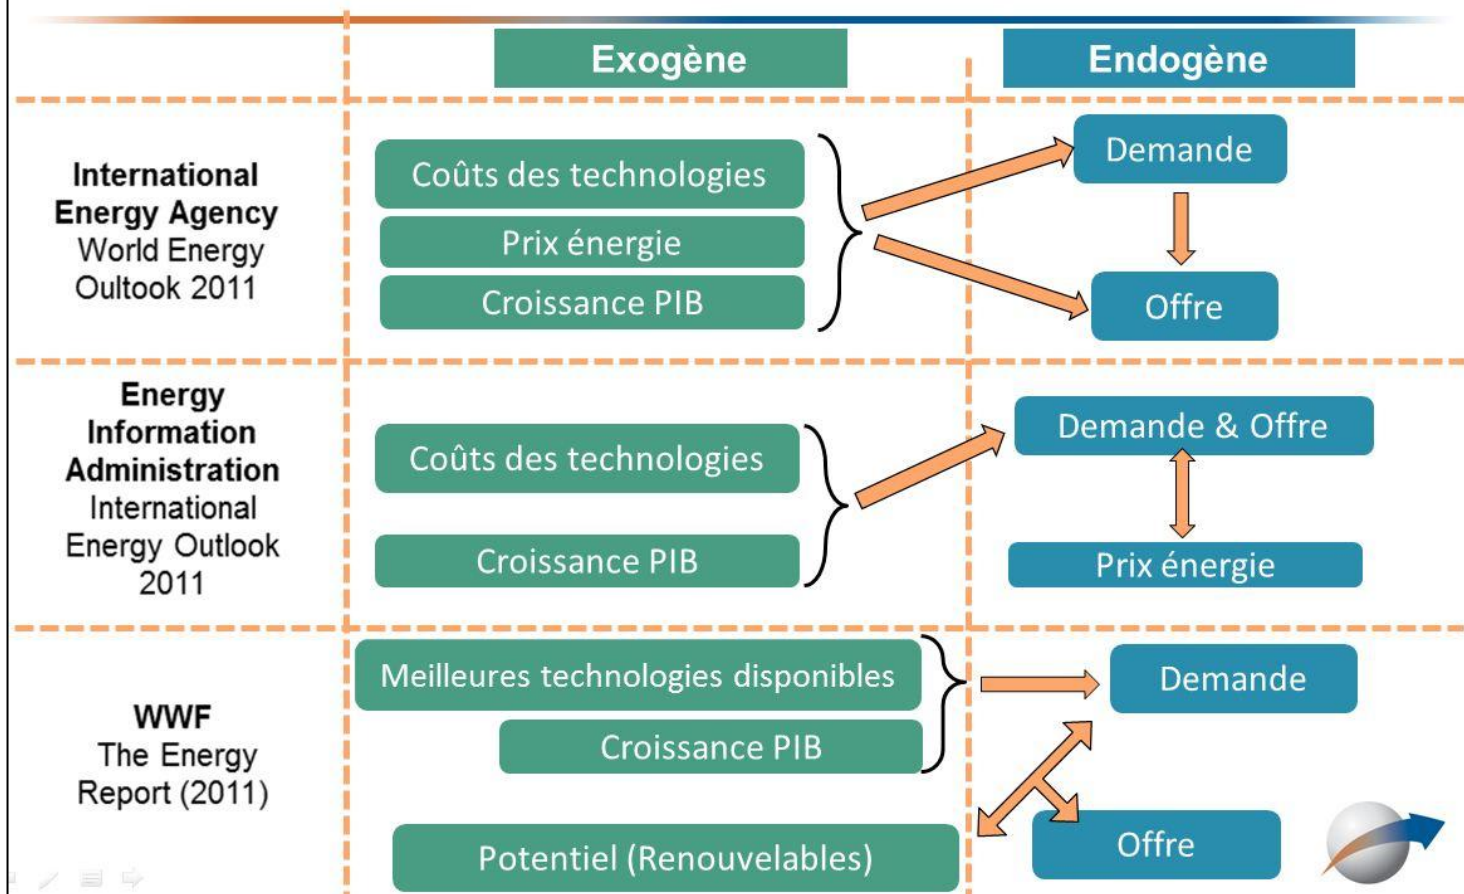 Exogène
Endogène
International
Energy Agency
World Energy
Oultook 2011
Coûts des technologies
Prix énergie
Croissance PIB
Demande
Offre
Energy
Information
Administration
International
Energy Outlook
2011
Coûts des technologies
Croissance PIB
Demande & Offre
Prix énergie
WWF
The Energy
Report (2011)
Meilleures technologies disponibles
Croissance PIB
Potentiel (Renouvelables)
Demande
Offre